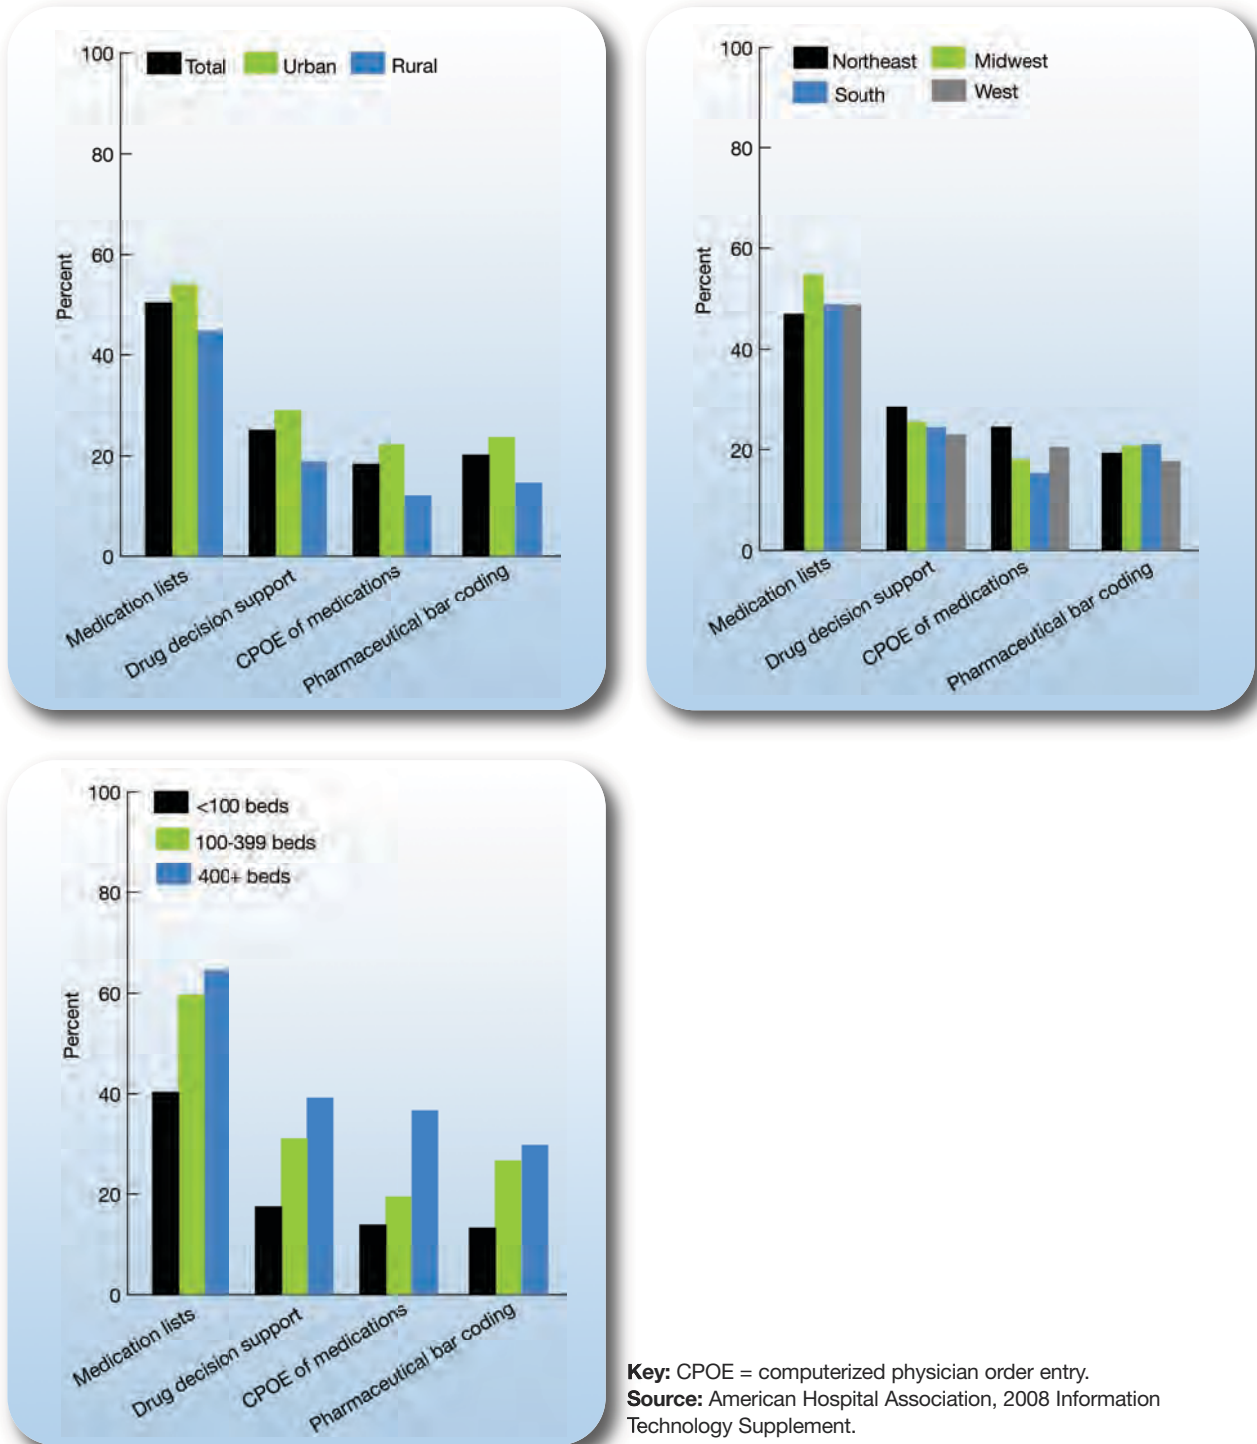 100
Total Urban Rural
80
60
Percent
40
20
0
Medication lists
Drug decision support
CPOE of medications
Pharmaceutical bar coding
100
Northeast Midwest
South West
80
60
Percent
40
20
0
Medication lists
Drug decision support
CPOE of medications
Pharmaceutical bar coding
100
<100 beds
100-399 beds
400+ beds
80
60
Percent
40
20
0
Medication lists
Drug decision support
CPOE of medications
Pharmaceutical bar coding
Key: CPOE = computerized physician order entry.
Source: American Hospital Association, 2008 Information
Technology Supplement.